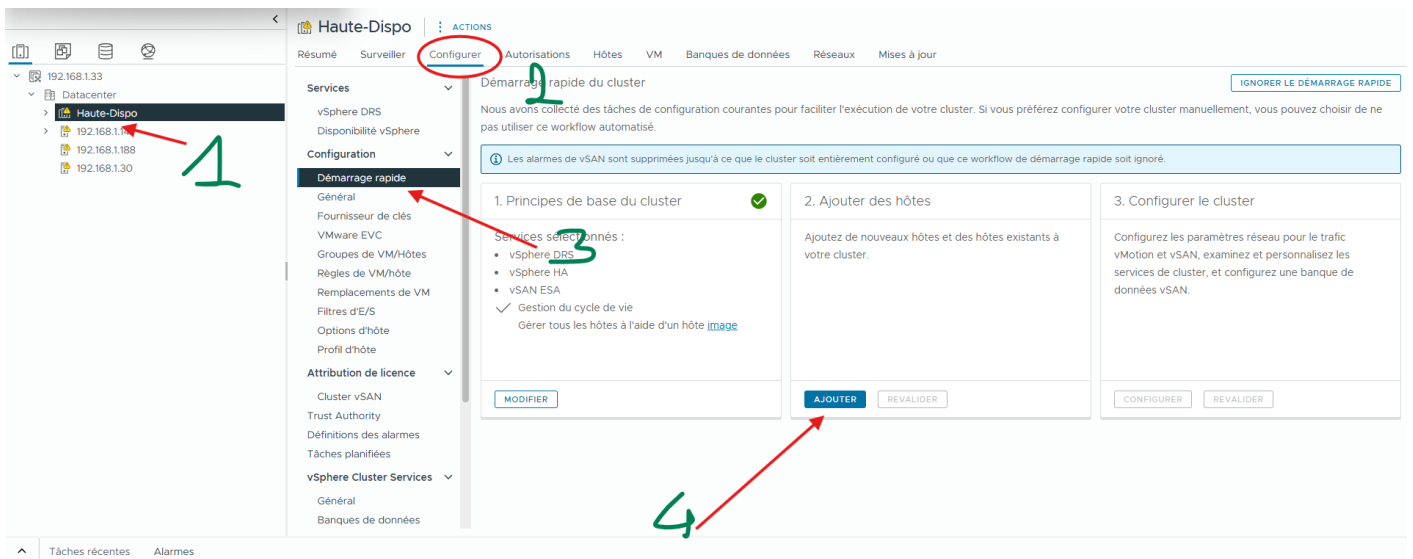 Haute-Dispo
ACTIONS
Résumé Surveiller Configurer Autorisations Hôtes VM Banques de données Réseaux Mises à jour
192.168.1.33
Datacenter
Haute-Dispo
192.168.1.14
192.168.1.188
192.168.1.30
1
Services
vSphere DRS
Disponibilité vSphere
Configuration
Démarrage rapide
Général
Fournisseur de clés
VMware EVC
Groupes de VM/Hôtes
Règles de VM/hôte
Remplacements de VM
Filtres d'E/S
Options d'hôte
Profil d'hôte
Attribution de licence
Cluster vSAN
Trust Authority
Définitions des alarmes
Tâches planifiées
vSphere Cluster Services
Général
Banques de données
2
Démarrage rapide du cluster
IGNORER LE DÉMARRAGE RAPIDE
Nous avons collecté des tâches de configuration courantes pour faciliter l'exécution de votre cluster. Si vous préférez configurer votre cluster manuellement, vous pouvez choisir de ne
pas utiliser ce workflow automatisé.
Les alarmes de vSAN sont supprimées jusqu'à ce que le cluster soit entièrement configuré ou que ce workflow de démarrage rapide soit ignoré.
1. Principes de base du cluster
Services sélectionnés :
• vSphere DRS
• vSphere HA
• vSAN ESA
Gestion du cycle de vie
Gérer tous les hôtes à l'aide d'un hôte image
MODIFIER
3
2. Ajouter des hôtes
Ajoutez de nouveaux hôtes et des hôtes existants à
votre cluster.
AJOUTER REVALIDER
4
3. Configurer le cluster
Configurez les paramètres réseau pour le trafic
vMotion et vSAN, examinez et personnalisez les
services de cluster, et configurez une banque de
données vSAN.
CONFIGURER REVALIDER
Tâches récentes Alarmes